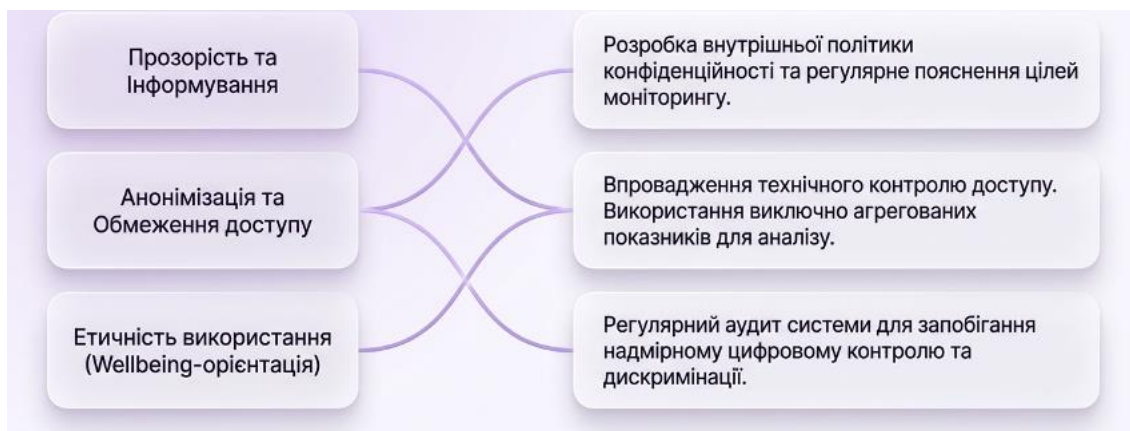 Прозорість та
Інформування
Розробка внутрішньої політики
конфіденційності та регулярне пояснення цілей
моніторингу.
Анонімізація та
Обмеження доступу
Впровадження технічного контролю доступу.
Використання виключно агрегованих
показників для аналізу.
Етичність використання
(Wellbeing-орієнтація)
Регулярний аудит системи для запобігання
надмірному цифровому контролю та
дискримінації.